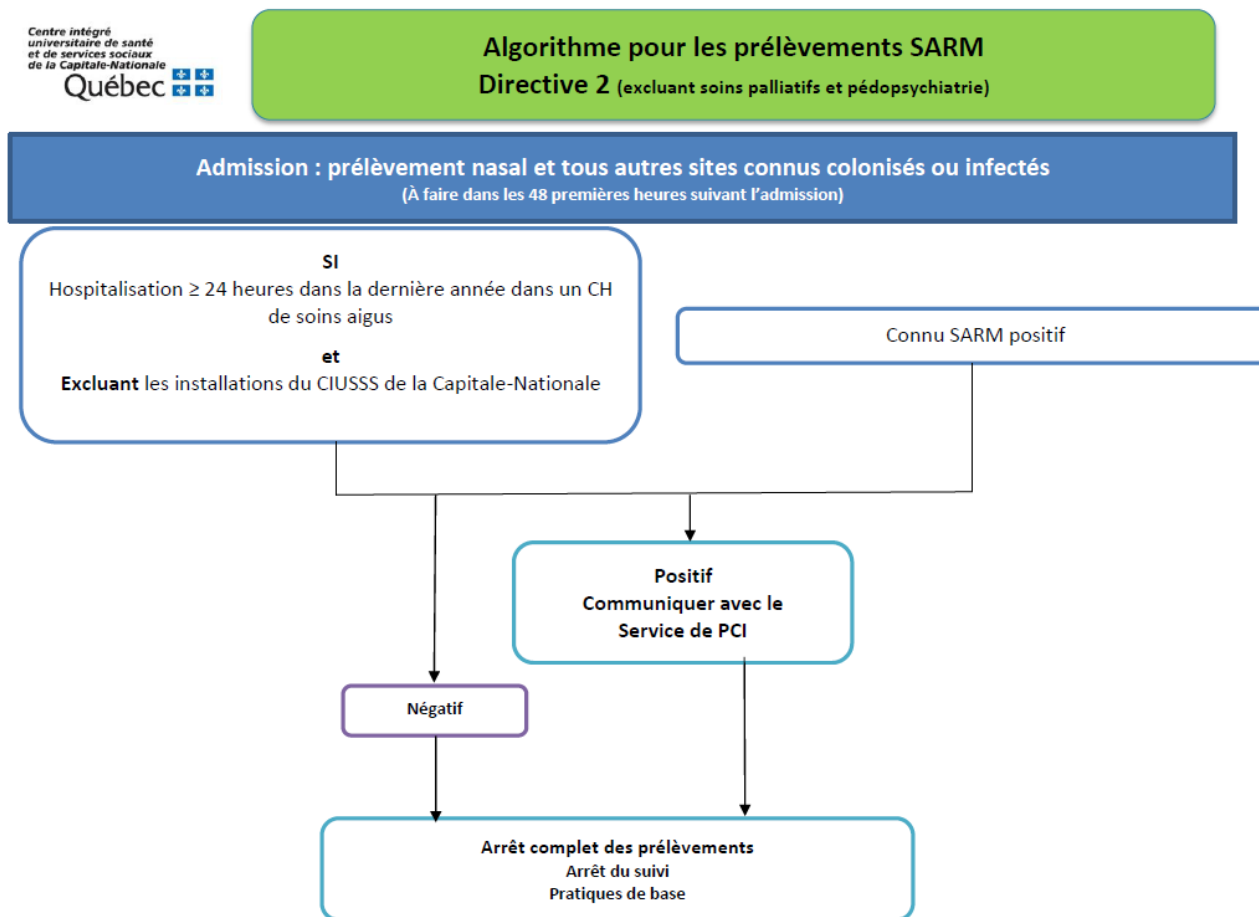 Centre intégré
universitaire de santé
et de services sociaux
de la Capitale-Nationale
Québec
Algorithme pour les prélèvements SARM
Directive 2 (excluant soins palliatifs et pédopsychiatrie)
Admission : prélèvement nasal et tous autres sites connus colonisés ou infectés
(À faire dans les 48 premières heures suivant l’admission)
SI
Hospitalisation ≥ 24 heures dans la dernière année dans un CH
de soins aigus
et
Excluant les installations du CIUSSS de la Capitale-Nationale
Connu SARM positif
Positif
Communiquer avec le
Service de PCI
Négatif
Arrêt complet des prélèvements
Arrêt du suivi
Pratiques de base